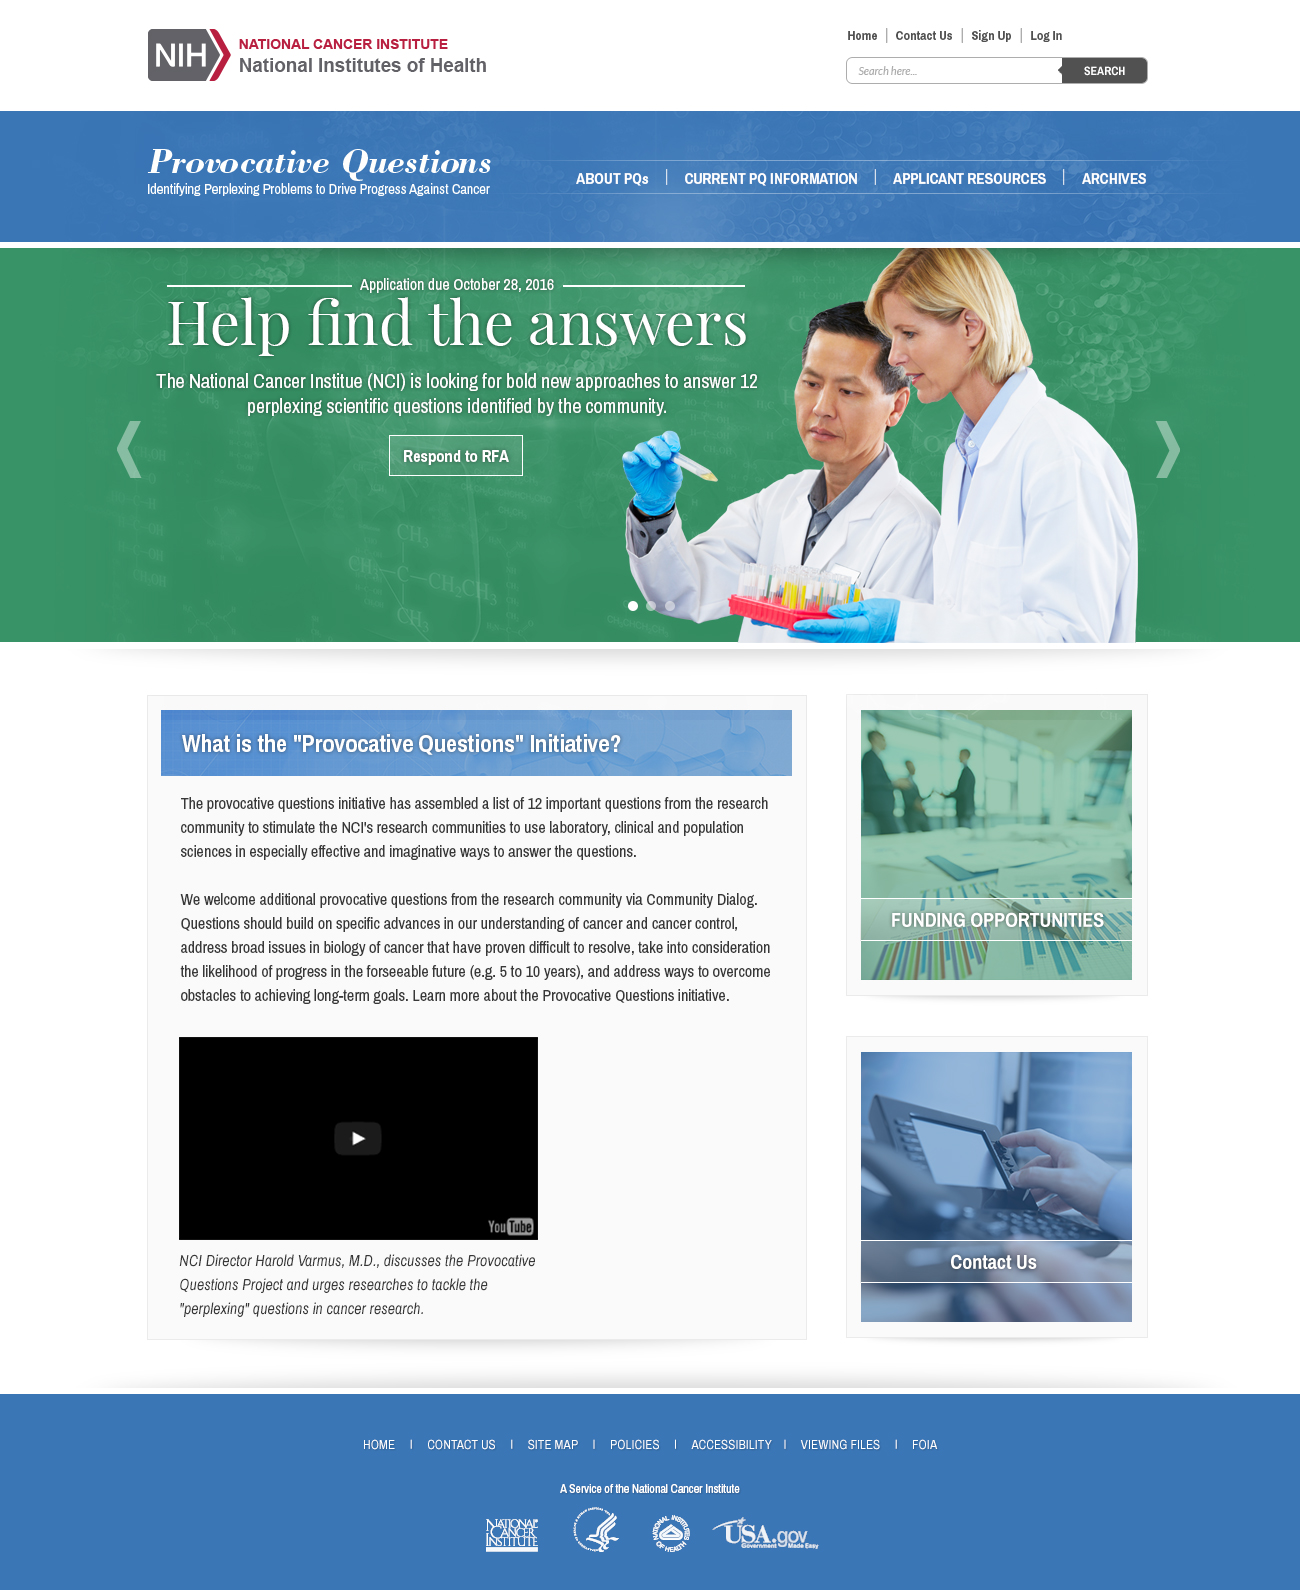 NIH
NATIONAL CANCER INSTITUTE
National Institutes of Health
Home
Contact Us
Sign Up
Log In
Search here...
SEARCH
Provocative Questions
Identifying Perplexing Problems to Drive Progress Against Cancer
ABOUT PQs
CURRENT PQ INFORMATION
APPLICANT RESOURCES
ARCHIVES
Application due October 28, 2016
Help find the answers
The National Cancer Institue (NCI) is looking for bold new approaches to answer 12
perplexing scientific questions identified by the community.
Respond to RFA
What is the "Provocative Questions" Initiative?
The provocative questions initiative has assembled a list of 12 important questions from the research
community to stimulate the NCI's research communities to use laboratory, clinical and population
sciences in especially effective and imaginative ways to answer the questions.
We welcome additional provocative questions from the research community via Community Dialog.
Questions should build on specific advances in our understanding of cancer and cancer control,
address broad issues in biology of cancer that have proven difficult to resolve, take into consideration
the likelihood of progress in the forseeable future (e.g. 5 to 10 years), and address ways to overcome
obstacles to achieving long-term goals. Learn more about the Provocative Questions initiative.
YouTube
NCI Director Harold Varmus, M.D., discusses the Provocative
Questions Project and urges researches to tackle the
"perplexing" questions in cancer research.
FUNDING OPPORTUNITIES
Contact Us
HOME
CONTACT US
SITE MAP
POLICIES
ACCESSIBILITY
VIEWING FILES
FOIA
A Service of the National Cancer Institute
NATIONAL
CANCER
INSTITUTE
NATIONAL INSTITUTES
OF HEALTH
USA.gov
Government Made Easy